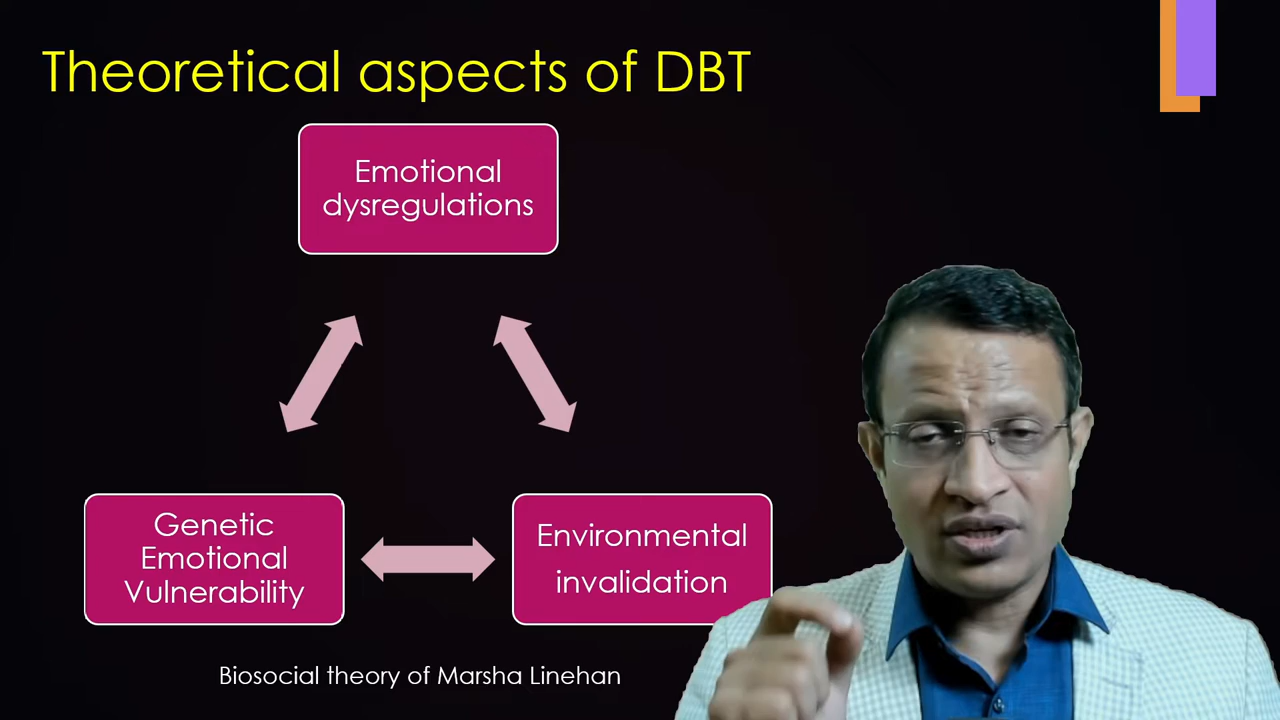 Theoretical aspects of DBT
Emotional
dysregulations
Genetic
Emotional
Vulnerability
Environmental
invalidation
Biosocial theory of Marsha Linehan